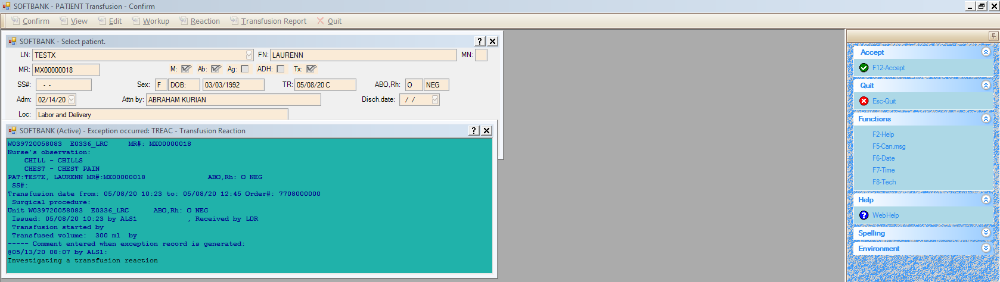 SOFTBANK - PATIENT Transfusion - Confirm
Confirm View Edit Workup Reaction Transfusion Report Quit
SOFTBANK - Select patient.
LN: TESTX FN: LAURENN MN:
MR: MX00000018 M: Ab: Ag: ADH: Tx:
SS#: - - Sex: F DOB: 03/03/1992 TR: 05/08/20 C ABO,Rh: O NEG
Adm: 02/14/20 Attn by: ABRAHAM KURIAN Disch.date: / /
Loc: Labor and Delivery
SOFTBANK (Active) - Exception occurred: TREAC - Transfusion Reaction
W039720058083 E0336_LRC MR#: MX00000018
Nurse's observation:
CHILL - CHILLS
CHEST - CHEST PAIN
PAT:TESTX, LAURENN MR#:MX00000018 ABO,Rh: O NEG
SS#:
Transfusion date from: 05/08/20 10:23 to: 05/08/20 12:45 Order#: 7708000000
Surgical procedure:
Unit W039720058083 E0336_LRC ABO,Rh: O NEG
Issued: 05/08/20 10:23 by ALS1 , Received by LDR
Transfusion started by
Transfused volume: 300 ml by
----- Comment entered when exception record is generated:
@05/13/20 08:07 by ALS1:
Investigating a transfusion reaction
Accept
F12-Accept
Quit
Esc-Quit
Functions
F2-Help
F5-Can.msg
F6-Date
F7-Time
F8-Tech
Help
WebHelp
Spelling
Environment